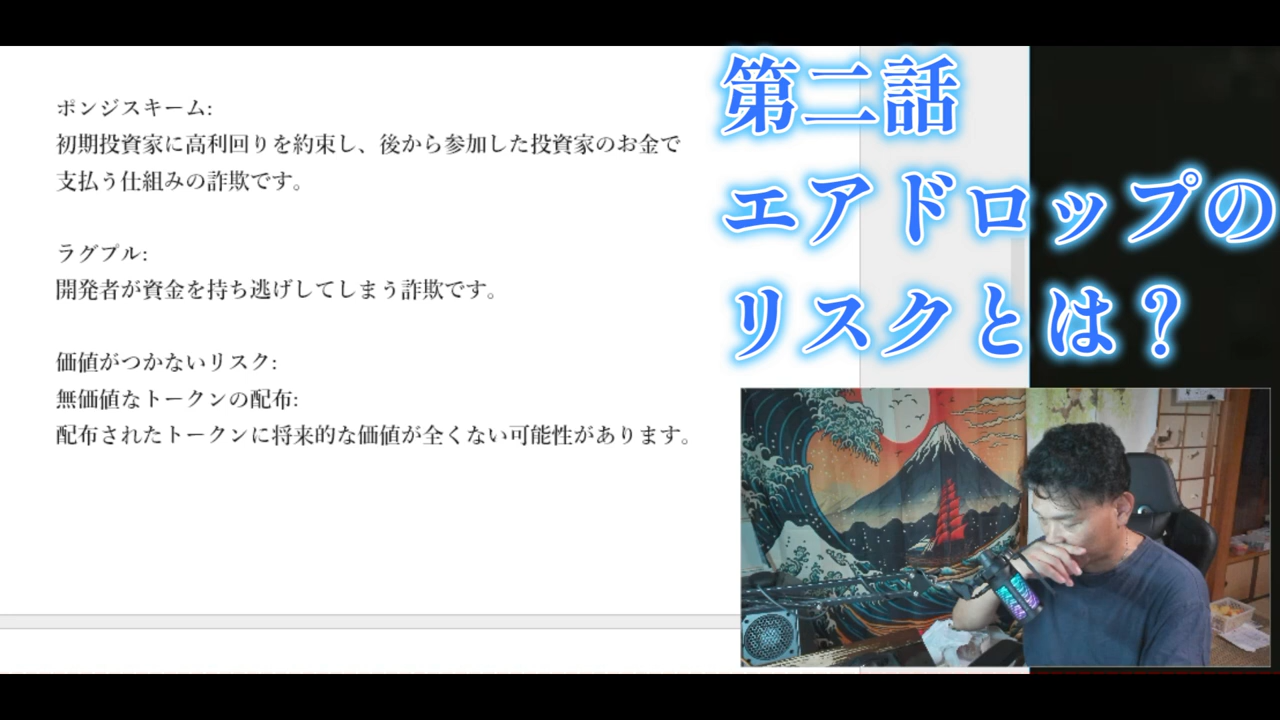 ポンジスキーム:
初期投資家に高利回りを約束し、後から参加した投資家のお金で
支払う仕組みの詐欺です。
ラグプル:
開発者が資金を持ち逃げしてしまう詐欺です。
価値がつかないリスク:
無価値なトークンの配布:
配布されたトークンに将来的な価値が全くない可能性があります。
第二話
エアドロップの
リスクとは？